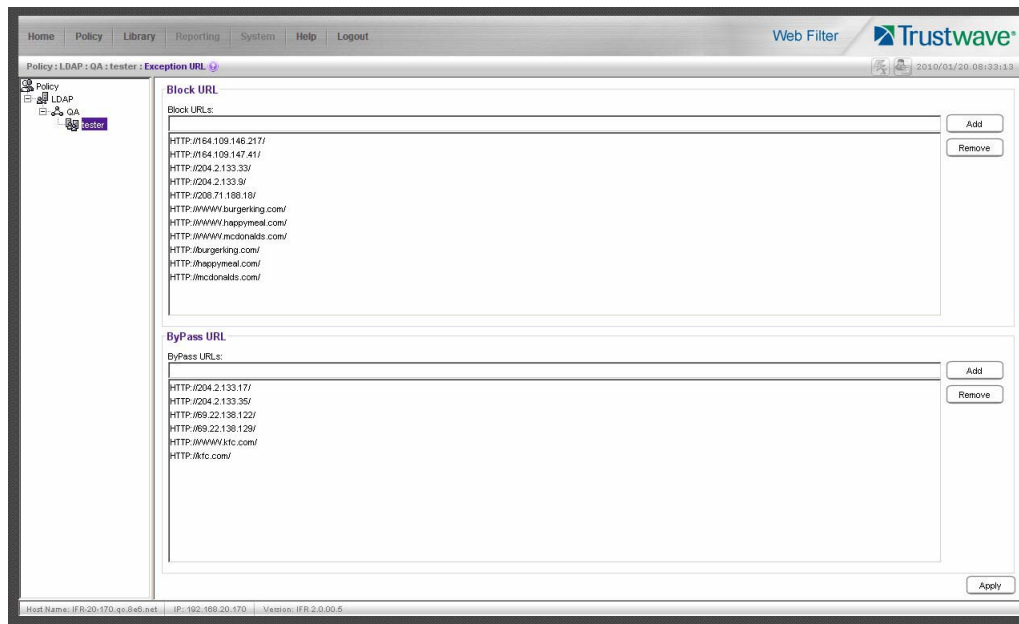 Home Policy Library Reporting System Help Logout
Web Filter
Trustwave®
Policy : LDAP : QA : tester : Exception URL
2010/01/20 08:33:13
Policy
LDAP
QA
tester
Block URL
Block URLs:
Add
Remove
HTTP://164.109.146.217/
HTTP://164.109.147.41/
HTTP://204.2.133.33/
HTTP://204.2.133.9/
HTTP://208.71.188.18/
HTTP://WWW.burgerking.com/
HTTP://WWW.happymeal.com/
HTTP://WWW.mcdonalds.com/
HTTP://burgerking.com/
HTTP://happymeal.com/
HTTP://mcdonalds.com/
ByPass URL
ByPass URLs:
Add
Remove
HTTP://204.2.133.17/
HTTP://204.2.133.35/
HTTP://69.22.138.122/
HTTP://69.22.138.129/
HTTP://WWW.kfc.com/
HTTP://kfc.com/
Apply
Host Name: IFR-20-170.qc.8e6.net IP: 192.168.20.170 Version: IFR 2.0.00.5